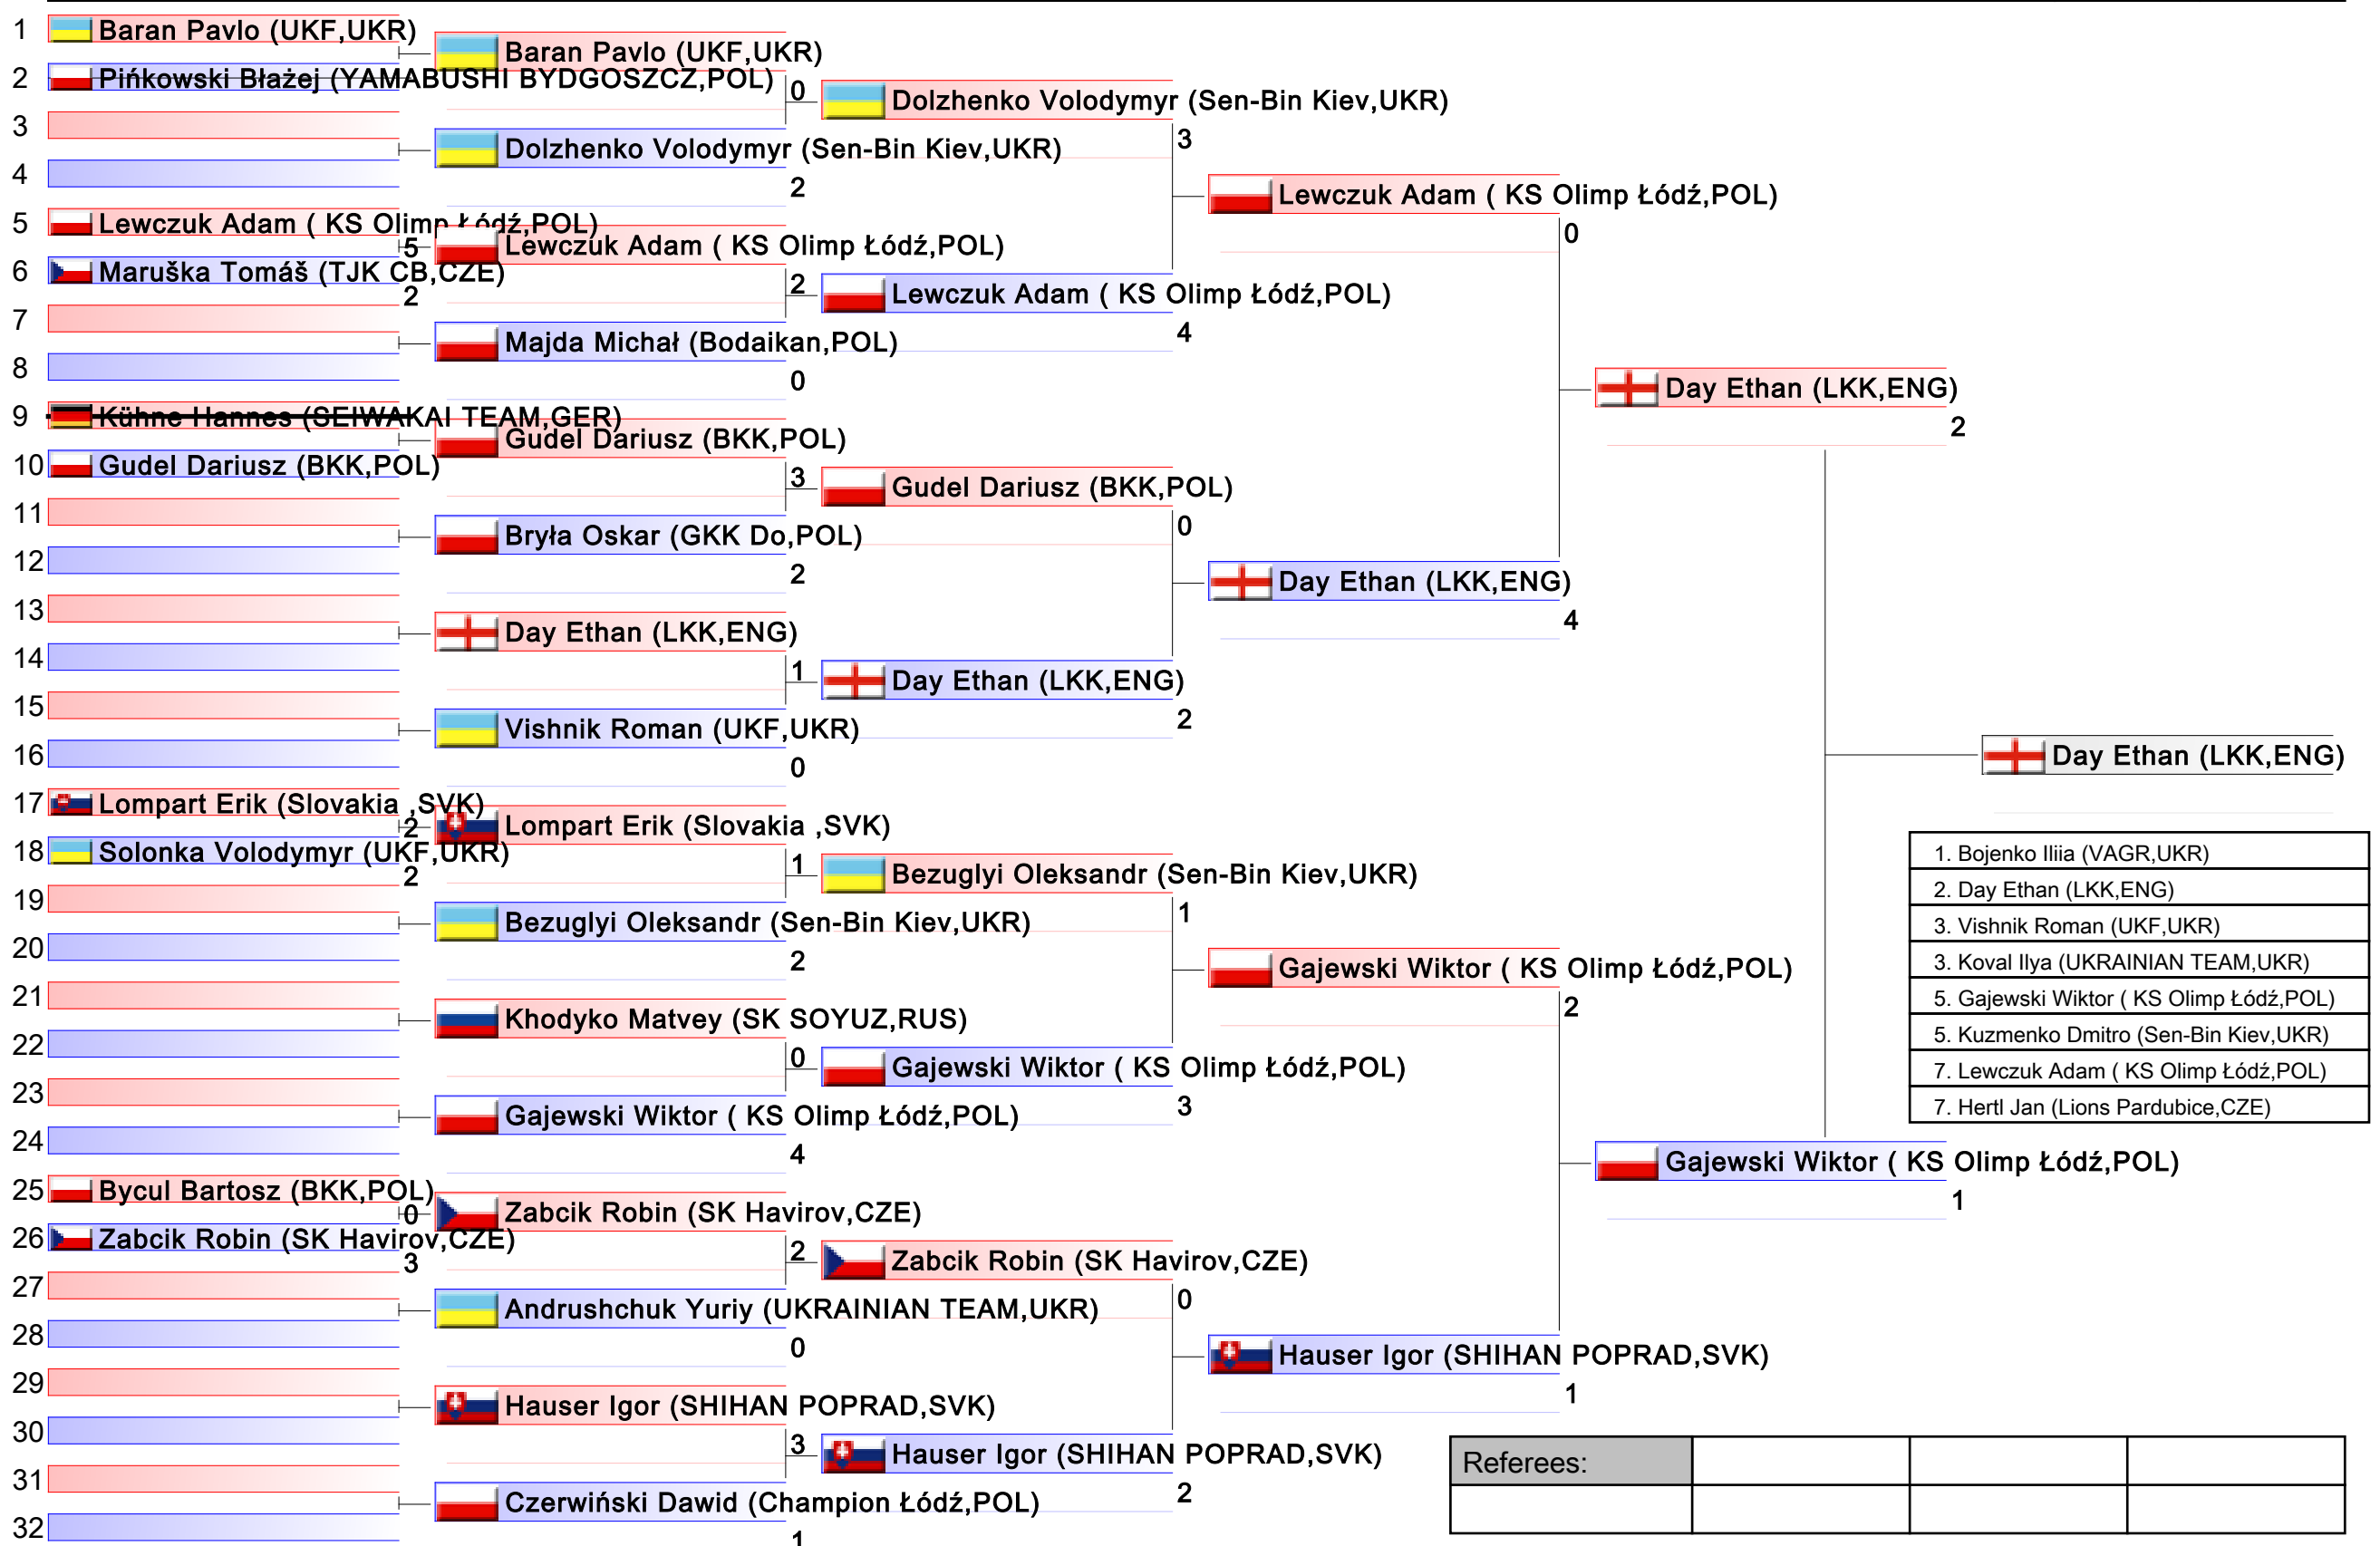 1 Baran Pavlo (UKF,UKR)
Baran Pavlo (UKF,UKR)
2 Pińkowski Błażej (YAMABUSHI BYDGOSZCZ,POL)
0
Dolzhenko Volodymyr (Sen-Bin Kiev,UKR)
3
3
Dolzhenko Volodymyr (Sen-Bin Kiev,UKR)
4
2
Lewczuk Adam ( KS Olimp Łódź,POL)
5 Lewczuk Adam ( KS Olimp Łódź,POL)
0
5
Lewczuk Adam ( KS Olimp Łódź,POL)
6 Maruška Tomáš (TJK CB,CZE)
2
2
Lewczuk Adam ( KS Olimp Łódź,POL)
7
4
Majda Michał (Bodaikan,POL)
8
0
Day Ethan (LKK,ENG)
2
9 Kühne Hannes (SEIWAKAI TEAM,GER)
Gudel Dariusz (BKK,POL)
10 Gudel Dariusz (BKK,POL)
3
Gudel Dariusz (BKK,POL)
11
0
Bryła Oskar (GKK Do,POL)
12
2
Day Ethan (LKK,ENG)
4
13
Day Ethan (LKK,ENG)
14
1
Day Ethan (LKK,ENG)
15
2
Vishnik Roman (UKF,UKR)
16
0
Day Ethan (LKK,ENG)
17 Lompart Erik (Slovakia ,SVK)
2
Lompart Erik (Slovakia ,SVK)
18 Solonka Volodymyr (UKF,UKR)
2
1
Bezuglyi Oleksandr (Sen-Bin Kiev,UKR)
19
1
Bezuglyi Oleksandr (Sen-Bin Kiev,UKR)
20
2
Gajewski Wiktor ( KS Olimp Łódź,POL)
2
21
Khodyko Matvey (SK SOYUZ,RUS)
22
0
Gajewski Wiktor ( KS Olimp Łódź,POL)
23
3
Gajewski Wiktor ( KS Olimp Łódź,POL)
24
4
1. Bojenko Iliia (VAGR,UKR)
2. Day Ethan (LKK,ENG)
3. Vishnik Roman (UKF,UKR)
3. Koval Ilya (UKRAINIAN TEAM,UKR)
5. Gajewski Wiktor ( KS Olimp Łódź,POL)
5. Kuzmenko Dmitro (Sen-Bin Kiev,UKR)
7. Lewczuk Adam ( KS Olimp Łódź,POL)
7. Hertl Jan (Lions Pardubice,CZE)
Gajewski Wiktor ( KS Olimp Łódź,POL)
1
25 Bycul Bartosz (BKK,POL)
0
Zabcik Robin (SK Havirov,CZE)
26 Zabcik Robin (SK Havirov,CZE)
3
2
Zabcik Robin (SK Havirov,CZE)
27
0
Andrushchuk Yuriy (UKRAINIAN TEAM,UKR)
28
0
Hauser Igor (SHIHAN POPRAD,SVK)
1
29
Hauser Igor (SHIHAN POPRAD,SVK)
30
3
Hauser Igor (SHIHAN POPRAD,SVK)
31
2
Czerwiński Dawid (Champion Łódź,POL)
32
1
Referees: